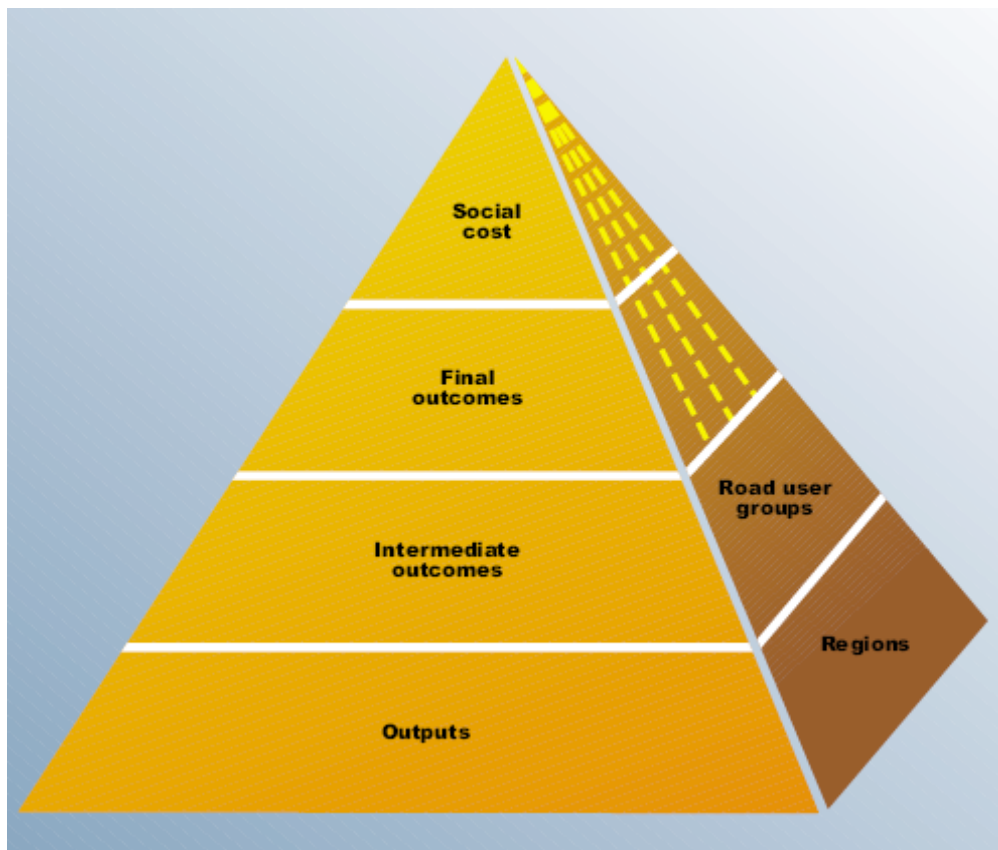 Social
cost
Final
outcomes
Road user
groups
Intermediate
outcomes
Regions
Outputs